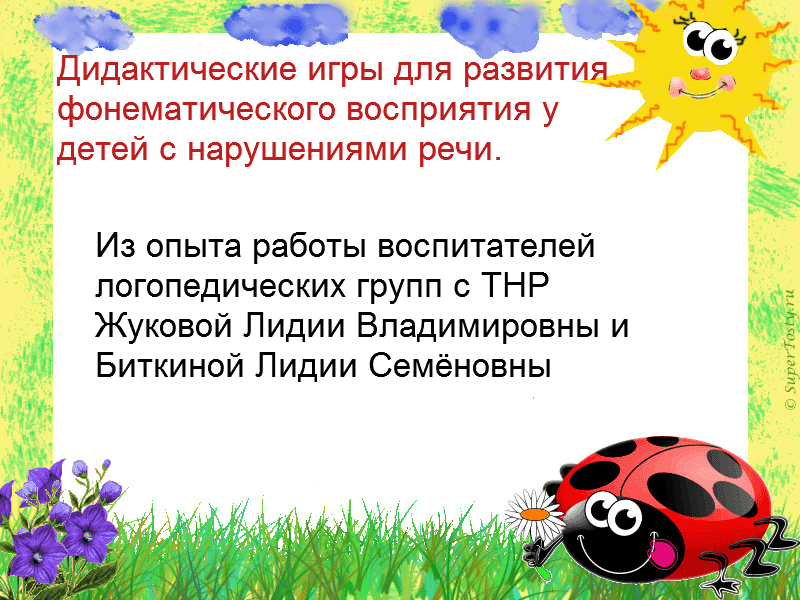 Дидактические игры для развития
фонематического восприятия у
детей с нарушениями речи.
Из опыта работы воспитателей
логопедических групп с ТНР
Жуковой Лидии Владимировны и
Биткиной Лидии Семёновны
© SuperTosty.ru